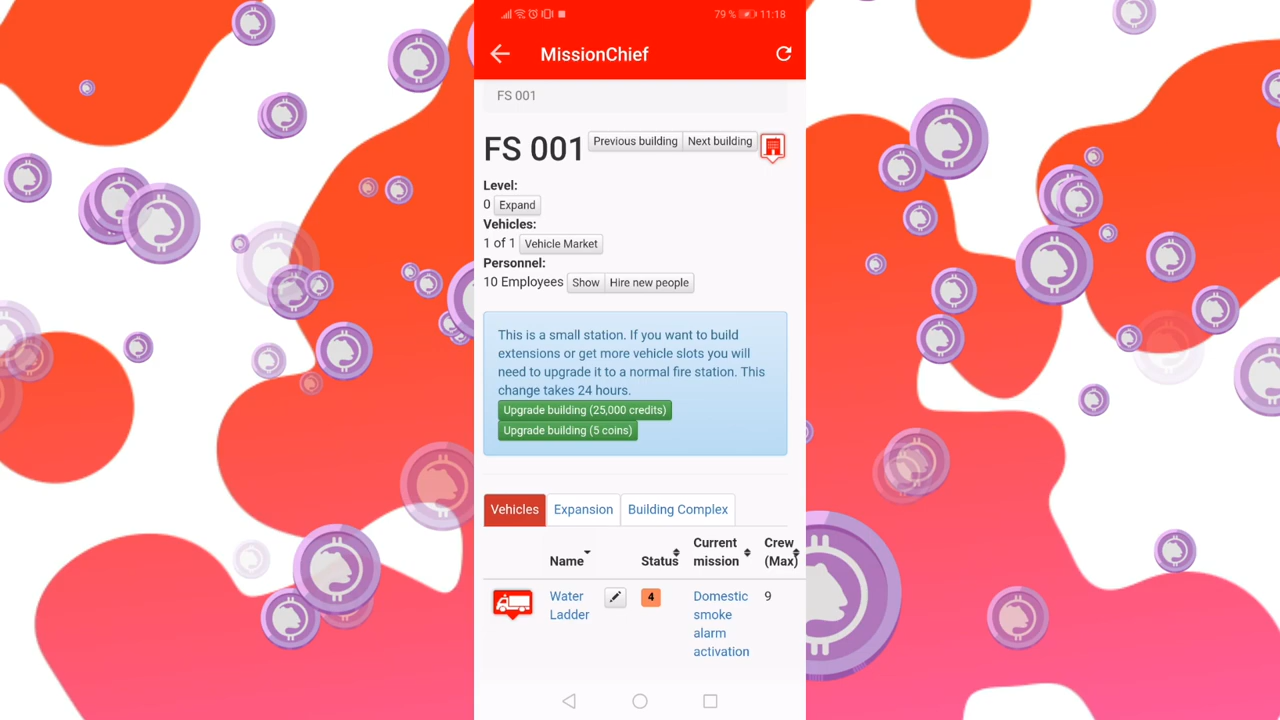 79 % 11:18
MissionChief
FS 001
FS 001 Previous building Next building
Level:
0 Expand
Vehicles:
1 of 1 Vehicle Market
Personnel:
10 Employees Show Hire new people
This is a small station. If you want to build
extensions or get more vehicle slots you will
need to upgrade it to a normal fire station. This
change takes 24 hours.
Upgrade building (25,000 credits)
Upgrade building (5 coins)
Vehicles Expansion Building Complex
Name Status Current mission Crew (Max)
Water Ladder 4 Domestic smoke alarm activation 9